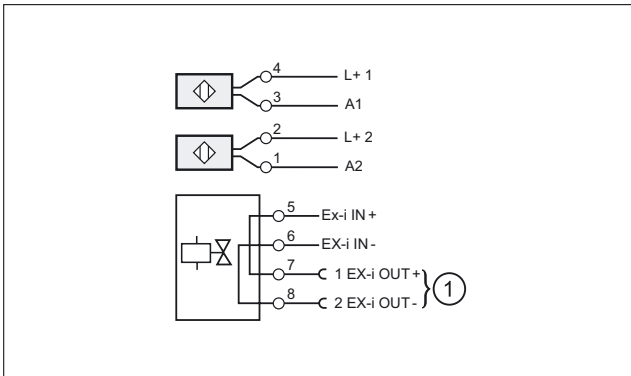 4 L+ 1
3 A1
2 L+ 2
1 A2
5 Ex-i IN+
6 EX-i IN-
7 1 EX-i OUT+
8 2 EX-i OUT-
1